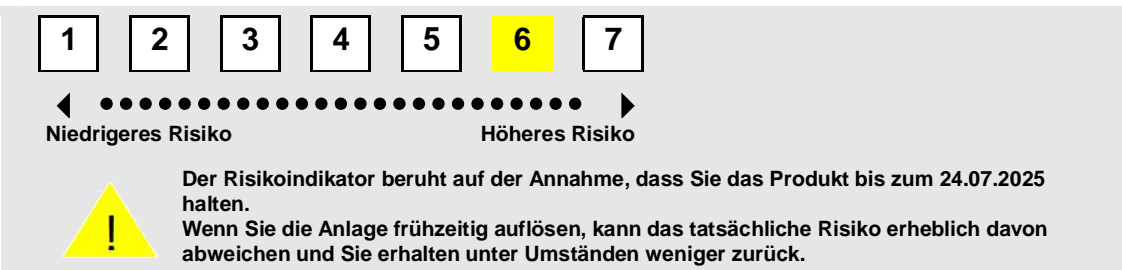 1 2 3 4 5 6 7
Niedrigeres Risiko Höheres Risiko
Der Risikoindikator beruht auf der Annahme, dass Sie das Produkt bis zum 24.07.2025
halten.
Wenn Sie die Anlage frühzeitig auflösen, kann das tatsächliche Risiko erheblich davon
abweichen und Sie erhalten unter Umständen weniger zurück.
!